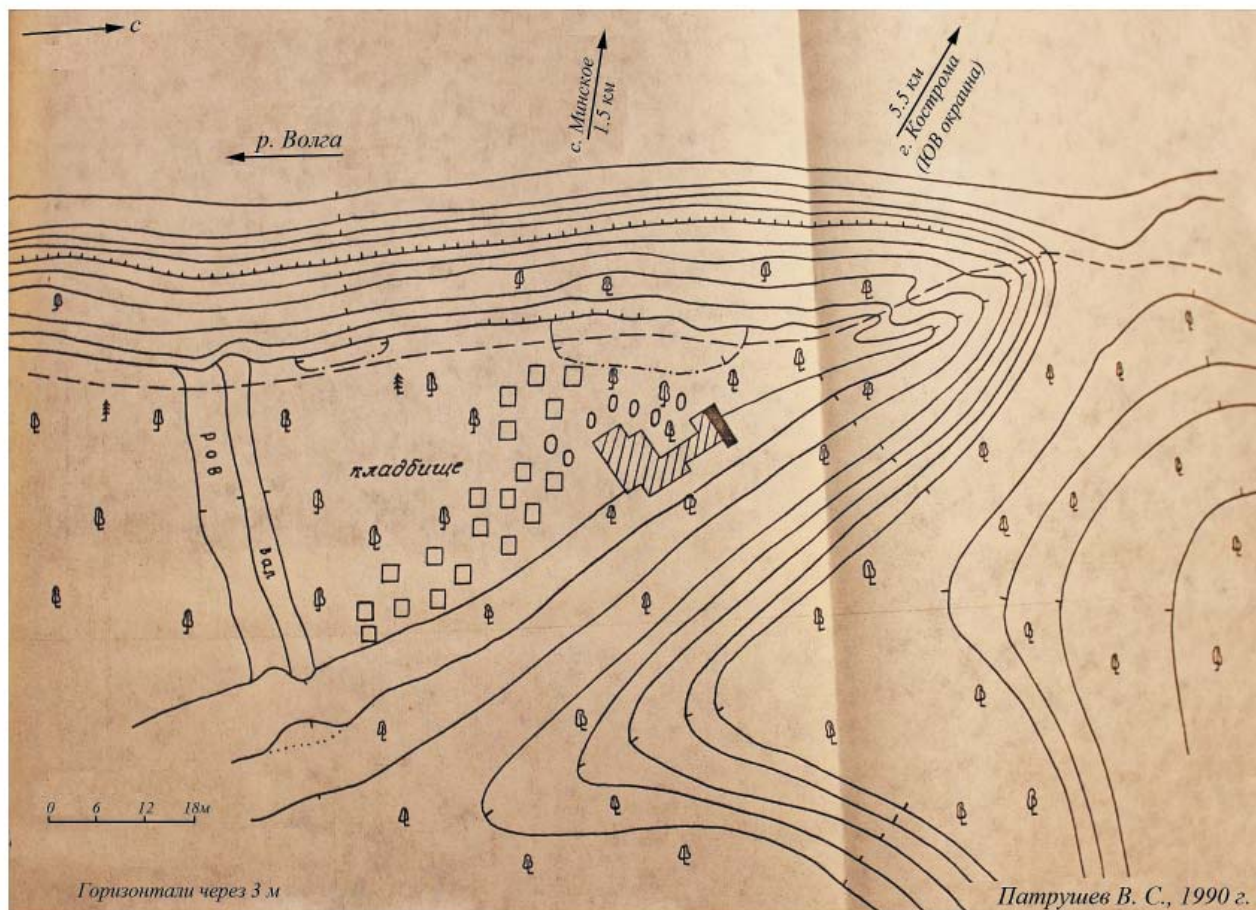 с
р. Волга
с. Минское
1.5 км
5.5 км
г. Кострома
(ЮВ окраина)
ров
вал
кладбище
0 6 12 18м
Горизонтали через 3 м
Патрушев В. С., 1990 г.